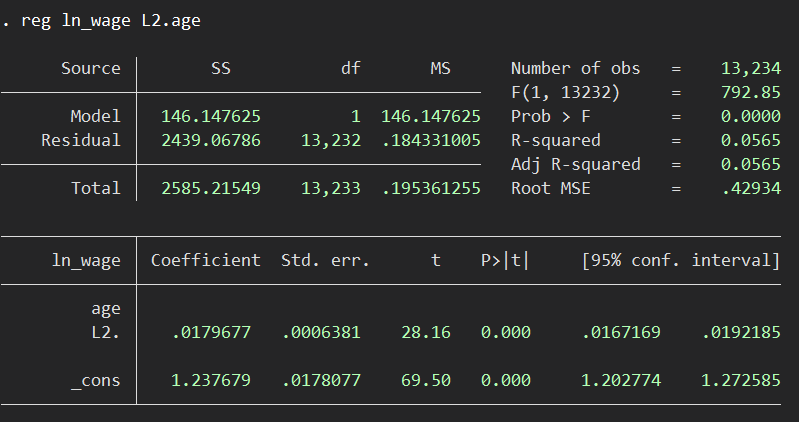 . reg ln_wage L2.age
Source SS df MS Number of obs = 13,234
F(1, 13232) = 792.85
Model 146.147625 1 146.147625 Prob > F = 0.0000
Residual 2439.06786 13,232 .184331005 R-squared = 0.0565
Adj R-squared = 0.0565
Total 2585.21549 13,233 .195361255 Root MSE = .42934
ln_wage Coefficient Std. err. t P>|t| [95% conf. interval]
age
L2. .0179677 .0006381 28.16 0.000 .0167169 .0192185
_cons 1.237679 .0178077 69.50 0.000 1.202774 1.272585